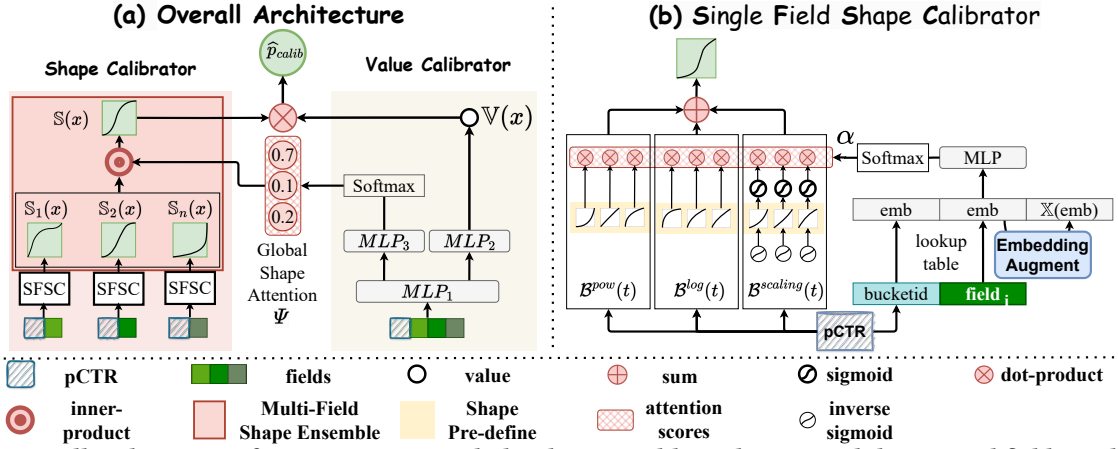 (a) Overall Architecture
Shape Calibrator
Value Calibrator
p̂calib
𝕊(x)
𝕍(x)
0.7
0.1
0.2
Softmax
𝕊1(x)
𝕊2(x)
𝕊n(x)
MLP3
MLP2
SFSC
SFSC
SFSC
Global
Shape
Attention
Ψ
MLP1
(b) Single Field Shape Calibrator
α
Softmax
MLP
emb
emb
𝕏(emb)
lookup
table
Embedding
Augment
ℬpow(t)
ℬlog(t)
ℬscaling(t)
bucketid
field j
pCTR
pCTR
fields
value
sum
sigmoid
dot-product
inner-
product
Multi-Field
Shape Ensemble
Shape
Pre-define
attention
scores
inverse
sigmoid